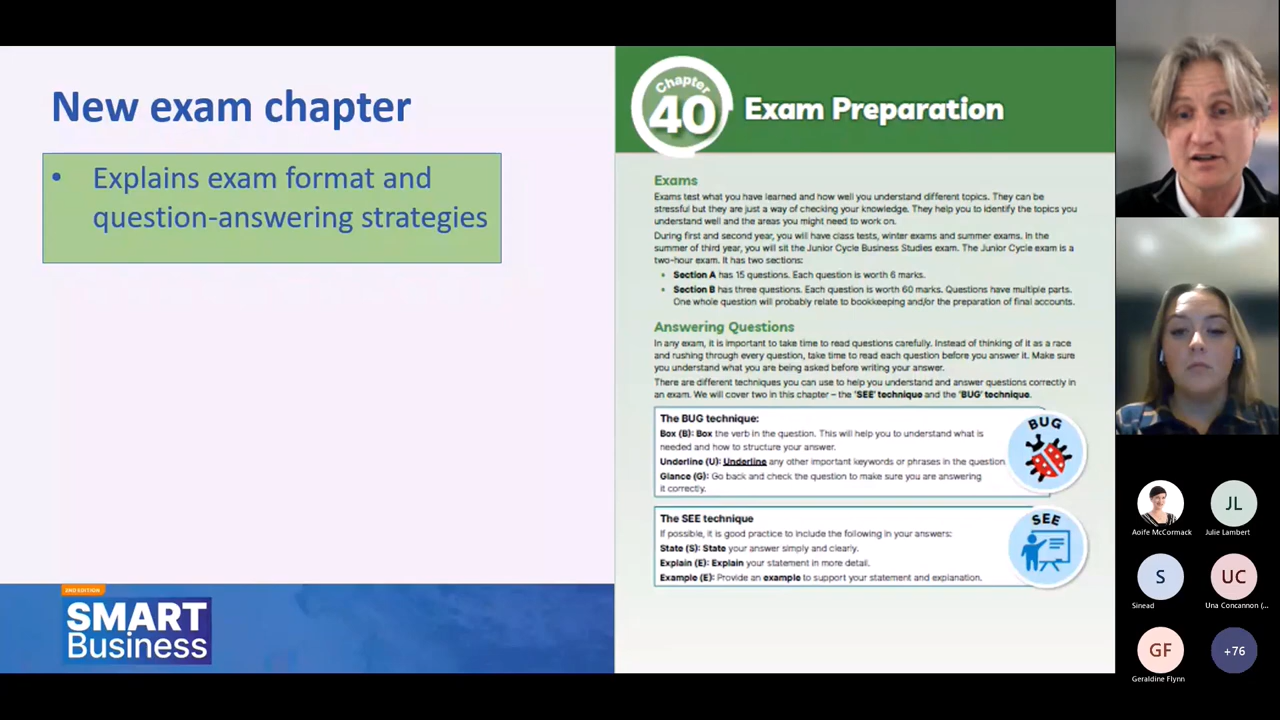 New exam chapter
• Explains exam format and
question-answering strategies
2ND EDITION
SMART
Business
Chapter
40
Exam Preparation
Exams
Exams test what you have learned and how well you understand different topics. They can be
stressful but they are just a way of checking your knowledge. They help you to identify the topics you
understand well and the areas you might need to work on.
During first and second year, you will have class tests, winter exams and summer exams. In the
summer of third year, you will sit the Junior Cycle Business Studies exam. The Junior Cycle exam is a
two-hour exam. It has two sections:
• Section A has 15 questions. Each question is worth 6 marks.
• Section B has three questions. Each question is worth 60 marks. Questions have multiple parts.
One whole question will probably relate to bookkeeping and/or the preparation of final accounts.
Answering Questions
In any exam, it is important to take time to read questions carefully. Instead of thinking of it as a race
and rushing through every question, take time to read each question before you answer it. Make sure
you understand what you are being asked before writing your answer.
There are different techniques you can use to help you understand and answer questions correctly in
an exam. We will cover two in this chapter – the 'SEE' technique and the 'BUG' technique.
The BUG technique:
Box (B): Box the verb in the question. This will help you to understand what is
needed and how to structure your answer.
Underline (U): Underline any other important keywords or phrases in the question
Glance (G): Go back and check the question to make sure you are answering
it correctly.
BUG
The SEE technique
If possible, it is good practice to include the following in your answers:
State (S): State your answer simply and clearly.
Explain (E): Explain your statement in more detail.
Example (E): Provide an example to support your statement and explanation.
SEE
Aoife McCormack
JL
Julie Lambert
S
Sinead
UC
Una Concannon (...
GF
Geraldine Flynn
+76